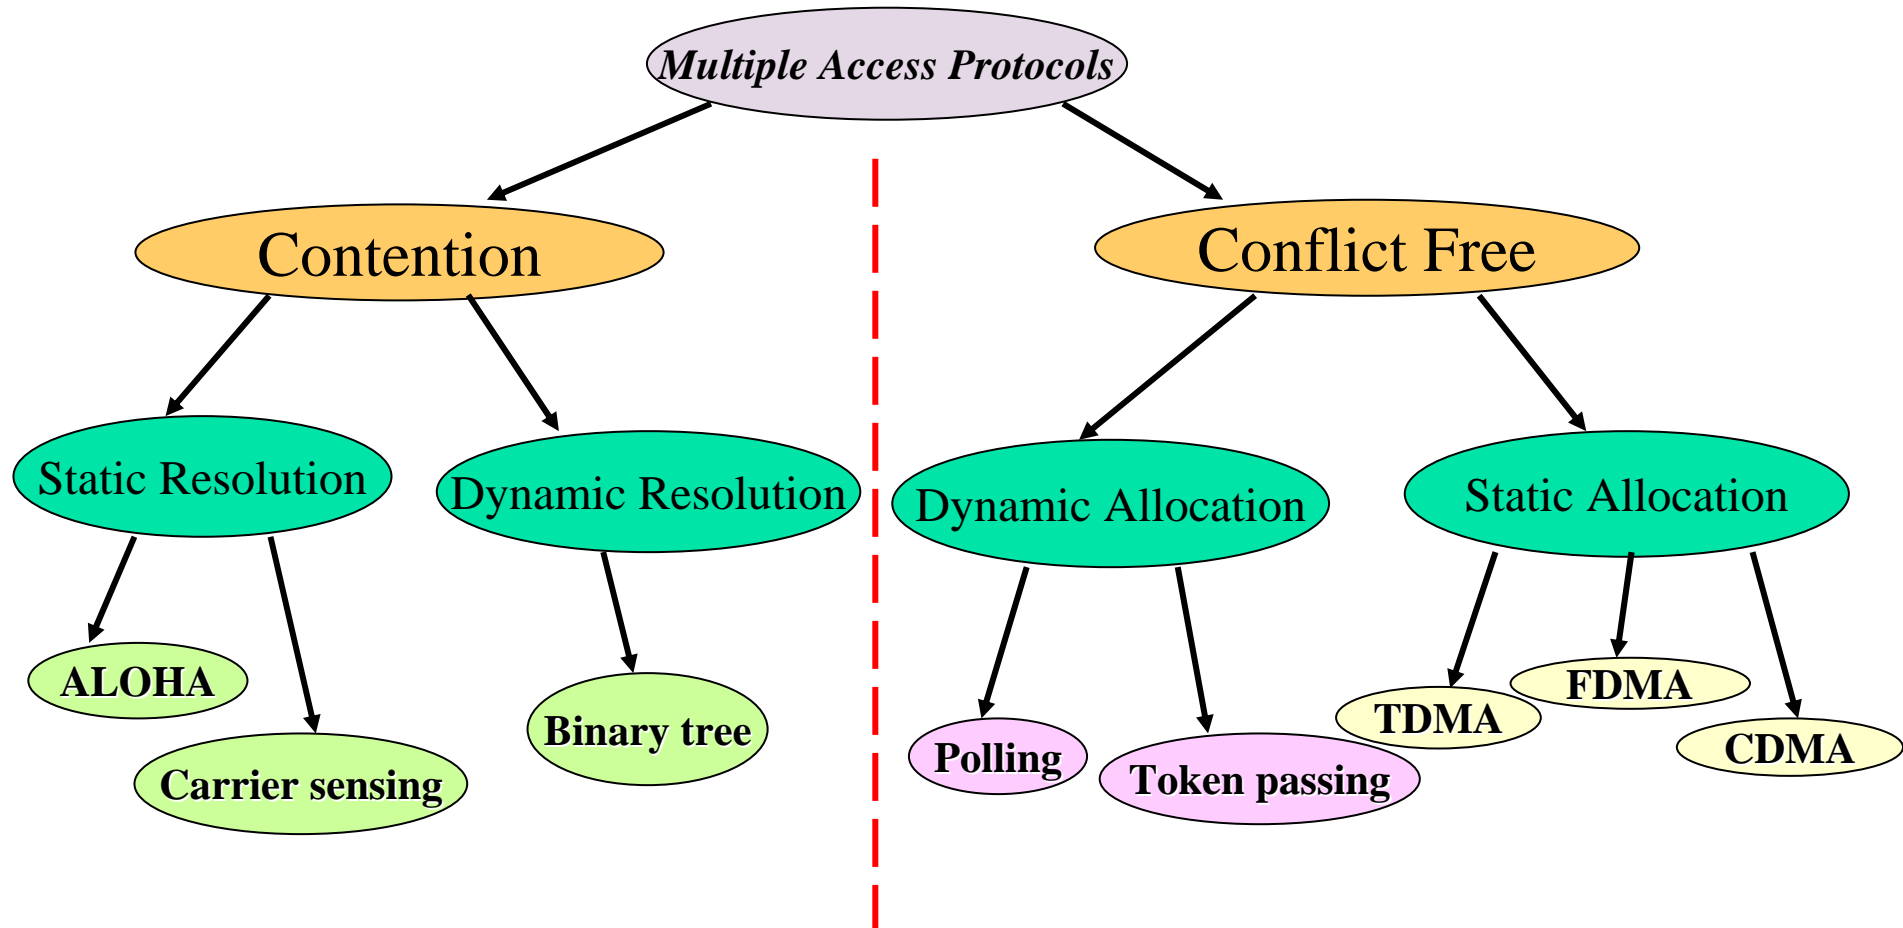 Multiple Access Protocols
Contention
Conflict Free
Static Resolution
Dynamic Resolution
Dynamic Allocation
Static Allocation
ALOHA
Carrier sensing
Binary tree
Polling
Token passing
TDMA
FDMA
CDMA